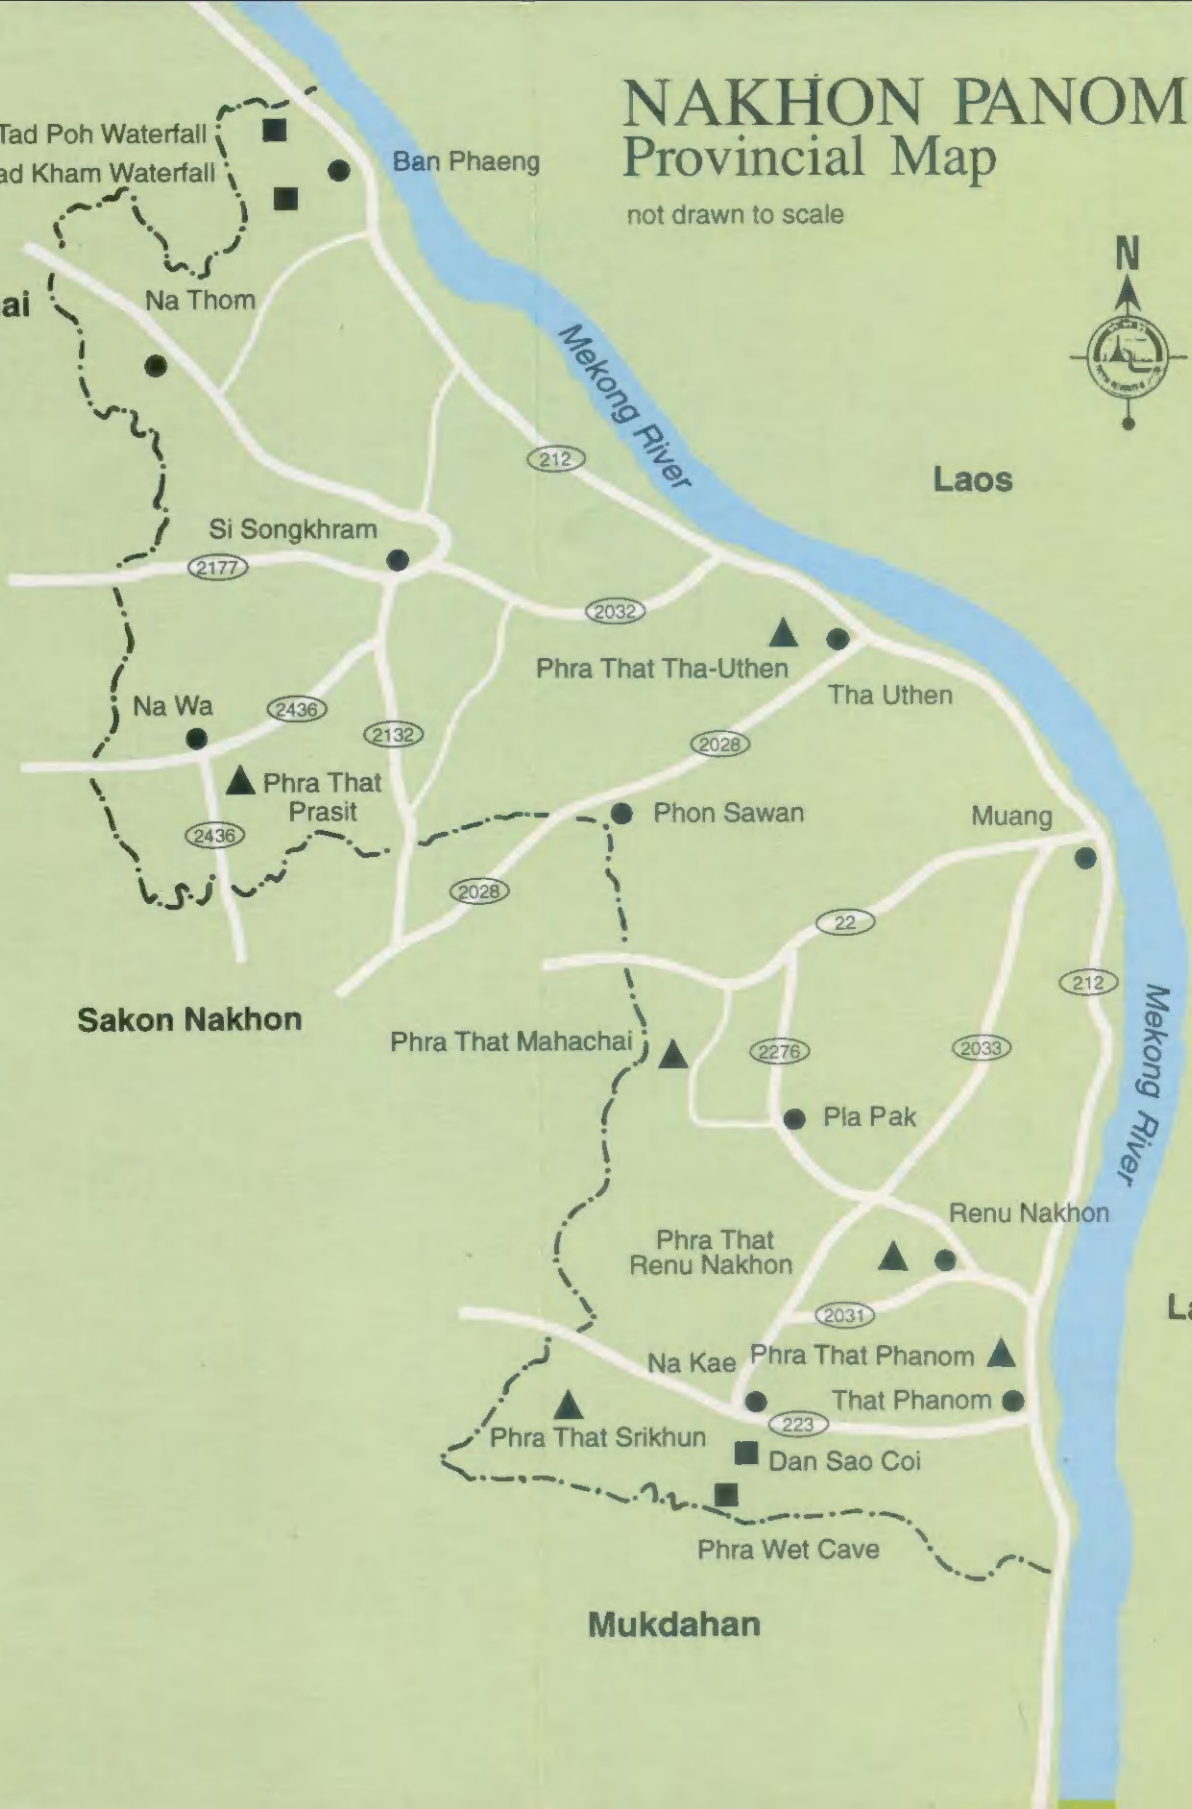 NAKHON PANOM
Provincial Map
not drawn to scale
N
Tad Poh Waterfall
ad Kham Waterfall
Ban Phaeng
ai
Na Thom
Mekong River
212
Laos
Si Songkhram
2177
2032
Phra That Tha-Uthen
Tha Uthen
Na Wa
2436
2132
2028
Phra That
Prasit
2436
Phon Sawan
Muang
2028
22
212
Sakon Nakhon
Phra That Mahachai
2276
2033
Mekong River
Pla Pak
Renu Nakhon
Phra That
Renu Nakhon
2031
La
Na Kae
Phra That Phanom
That Phanom
223
Phra That Srikhun
Dan Sao Coi
Phra Wet Cave
Mukdahan